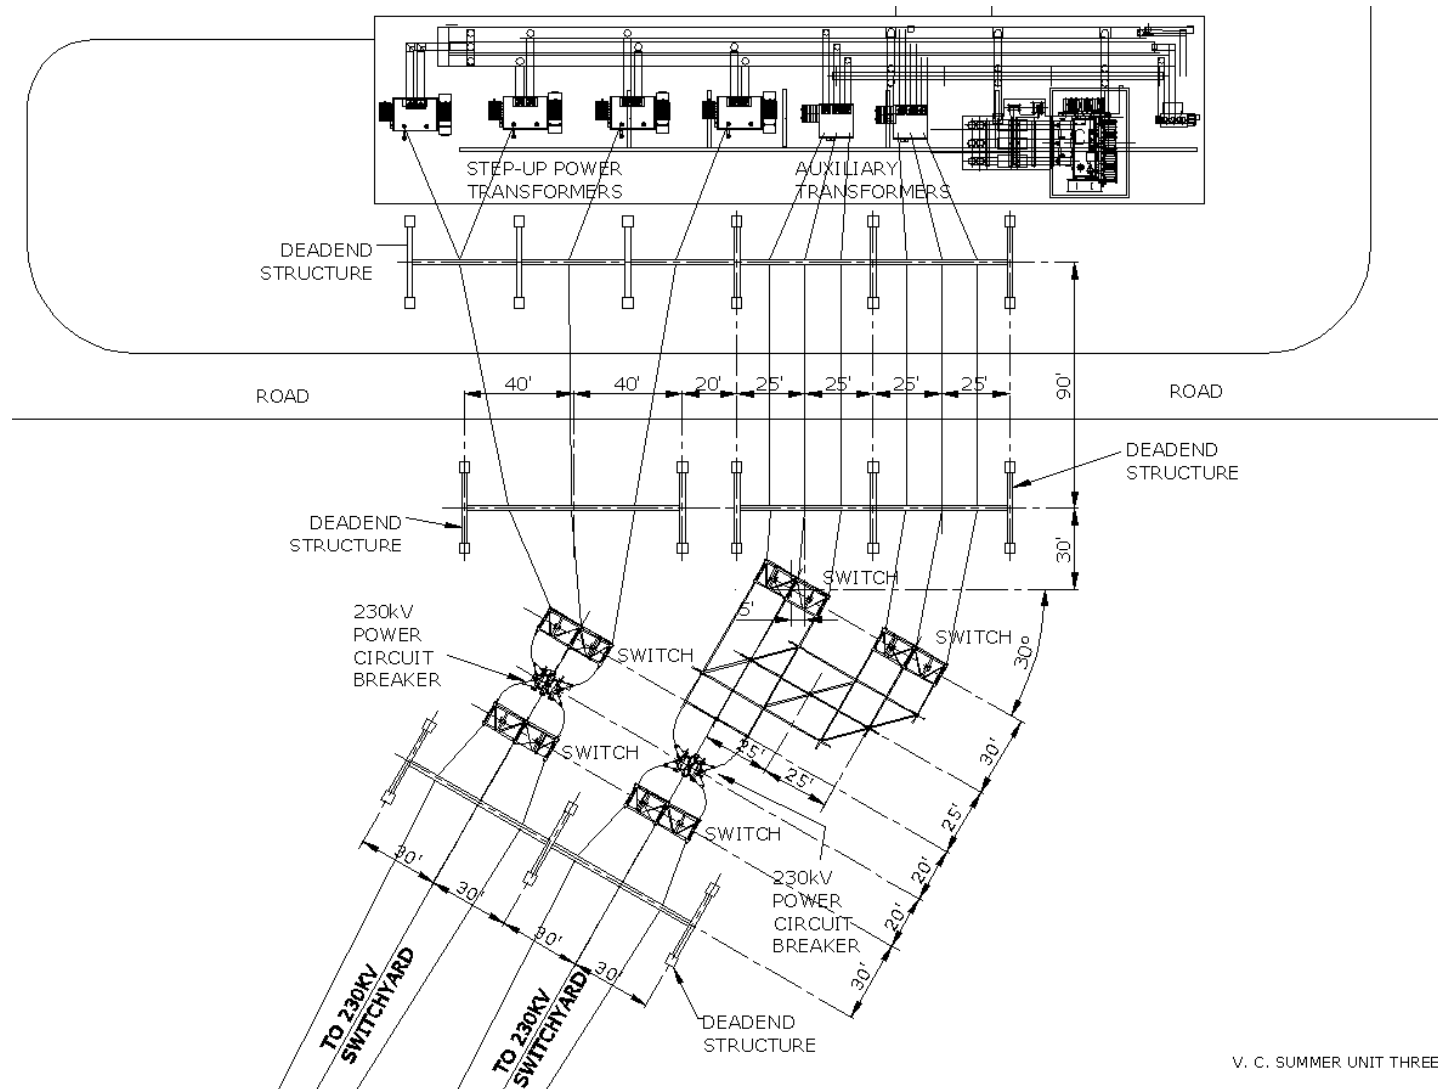 STEP-UP POWER
TRANSFORMERS
AUXILIARY
TRANSFORMERS
DEADEND
STRUCTURE
40'
40'
20'
25'
25'
25'
25'
90'
ROAD
ROAD
DEADEND
STRUCTURE
DEADEND
STRUCTURE
30'
SWITCH
5'
230kV
POWER
CIRCUIT
BREAKER
SWITCH
SWITCH
30°
SWITCH
25'
25'
30'
25'
20'
20'
30'
SWITCH
230kV
POWER
CIRCUIT
BREAKER
30'
30'
30'
30'
TO 230KV
SWITCHYARD
TO 230KV
SWITCHYARD
DEADEND
STRUCTURE
V. C. SUMMER UNIT THREE